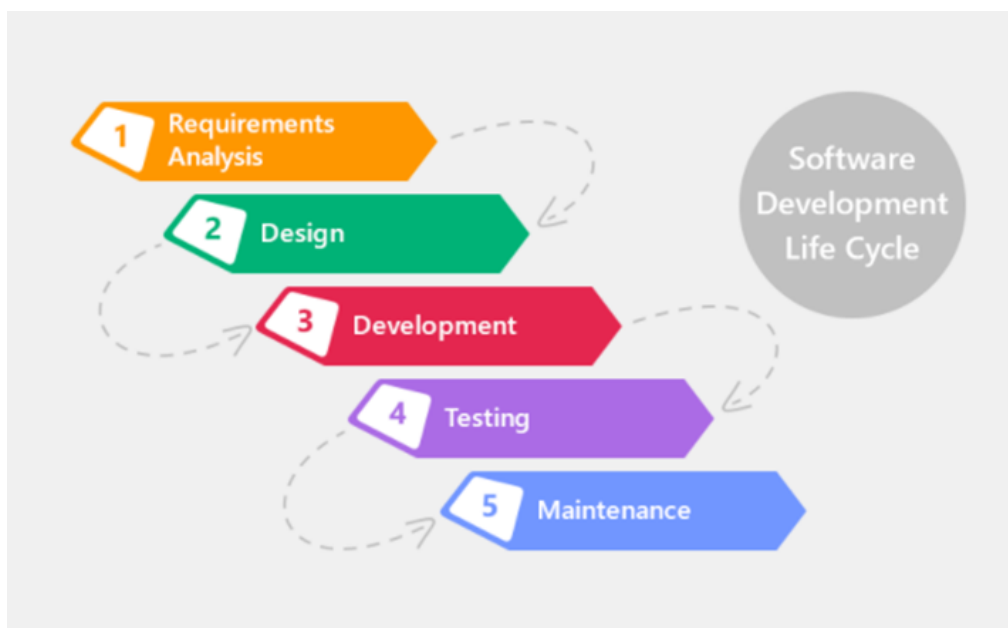 1
Requirements
Analysis
2
Design
3
Development
4
Testing
5
Maintenance
Software
Development
Life Cycle